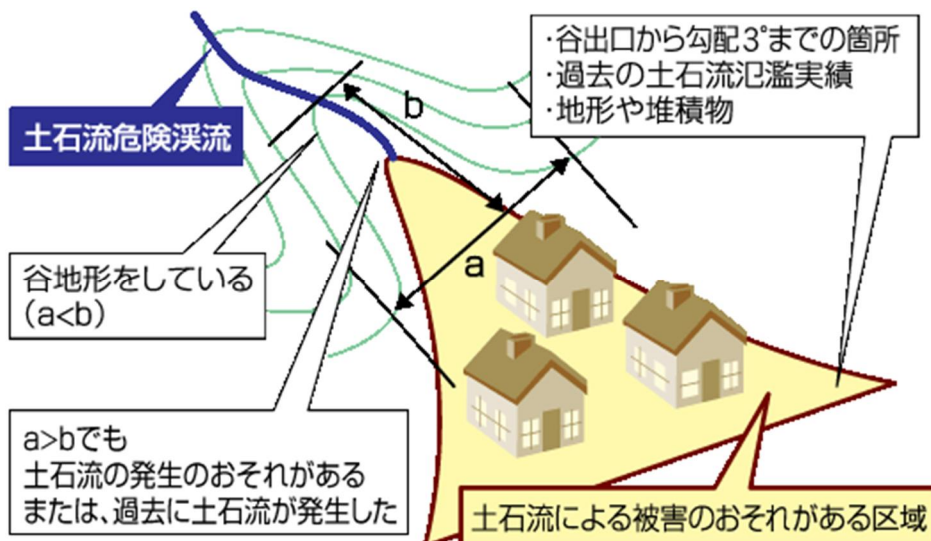 ・谷出口から勾配3°までの箇所
・過去の土石流氾濫実績
・地形や堆積物
土石流危険渓流
b
a
谷地形をしている
(a<b)
a>bでも
土石流の発生のおそれがある
または、過去に土石流が発生した
土石流による被害のおそれがある区域